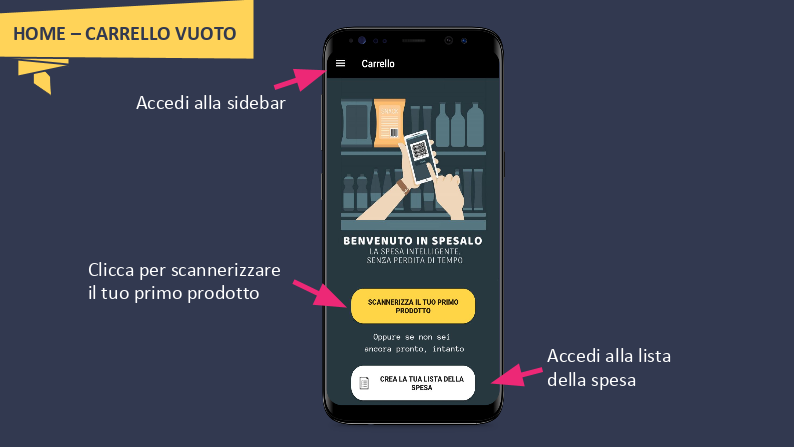 HOME – CARRELLO VUOTO
Carrello
Accedi alla sidebar
BENVENUTO IN SPESALO
LA SPESA INTELLIGENTE,
SENZA PERDITA DI TEMPO
Clicca per scannerizzare
il tuo primo prodotto
SCANNERIZZA IL TUO PRIMO
PRODOTTO
Oppure se non sei
ancora pronto, intanto
Accedi alla lista
della spesa
CREA LA TUA LISTA DELLA
SPESA